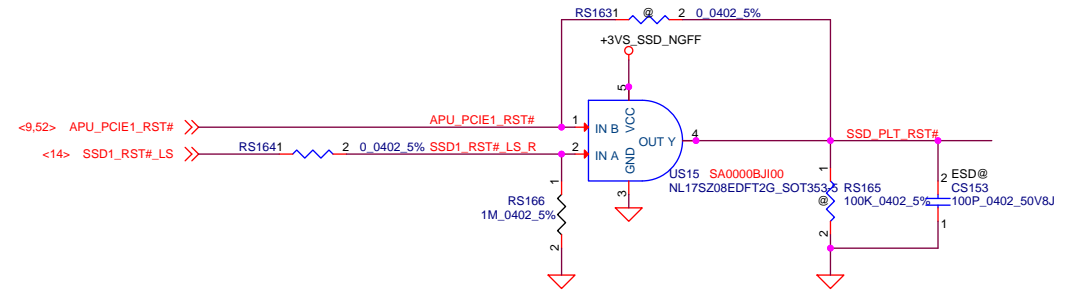 RS1631 @ 2 0_0402_5%
+3VS_SSD_NGFF
5
<9,52> APU_PCIE1_RST# APU_PCIE1_RST# 1 IN B VCC
4
OUT Y SSD_PLT_RST#
<14> SSD1_RST#_LS RS1641 2 0_0402_5% SSD1_RST#_LS_R 2 IN A GND
US15 SA0000BJI00
NL17SZ08EDFT2G_SOT353-5
3
1
RS166
1M_0402_5%
2
1
RS165
100K_0402_5%
@
2
2 ESD@
CS153
100P_0402_50V8J
1